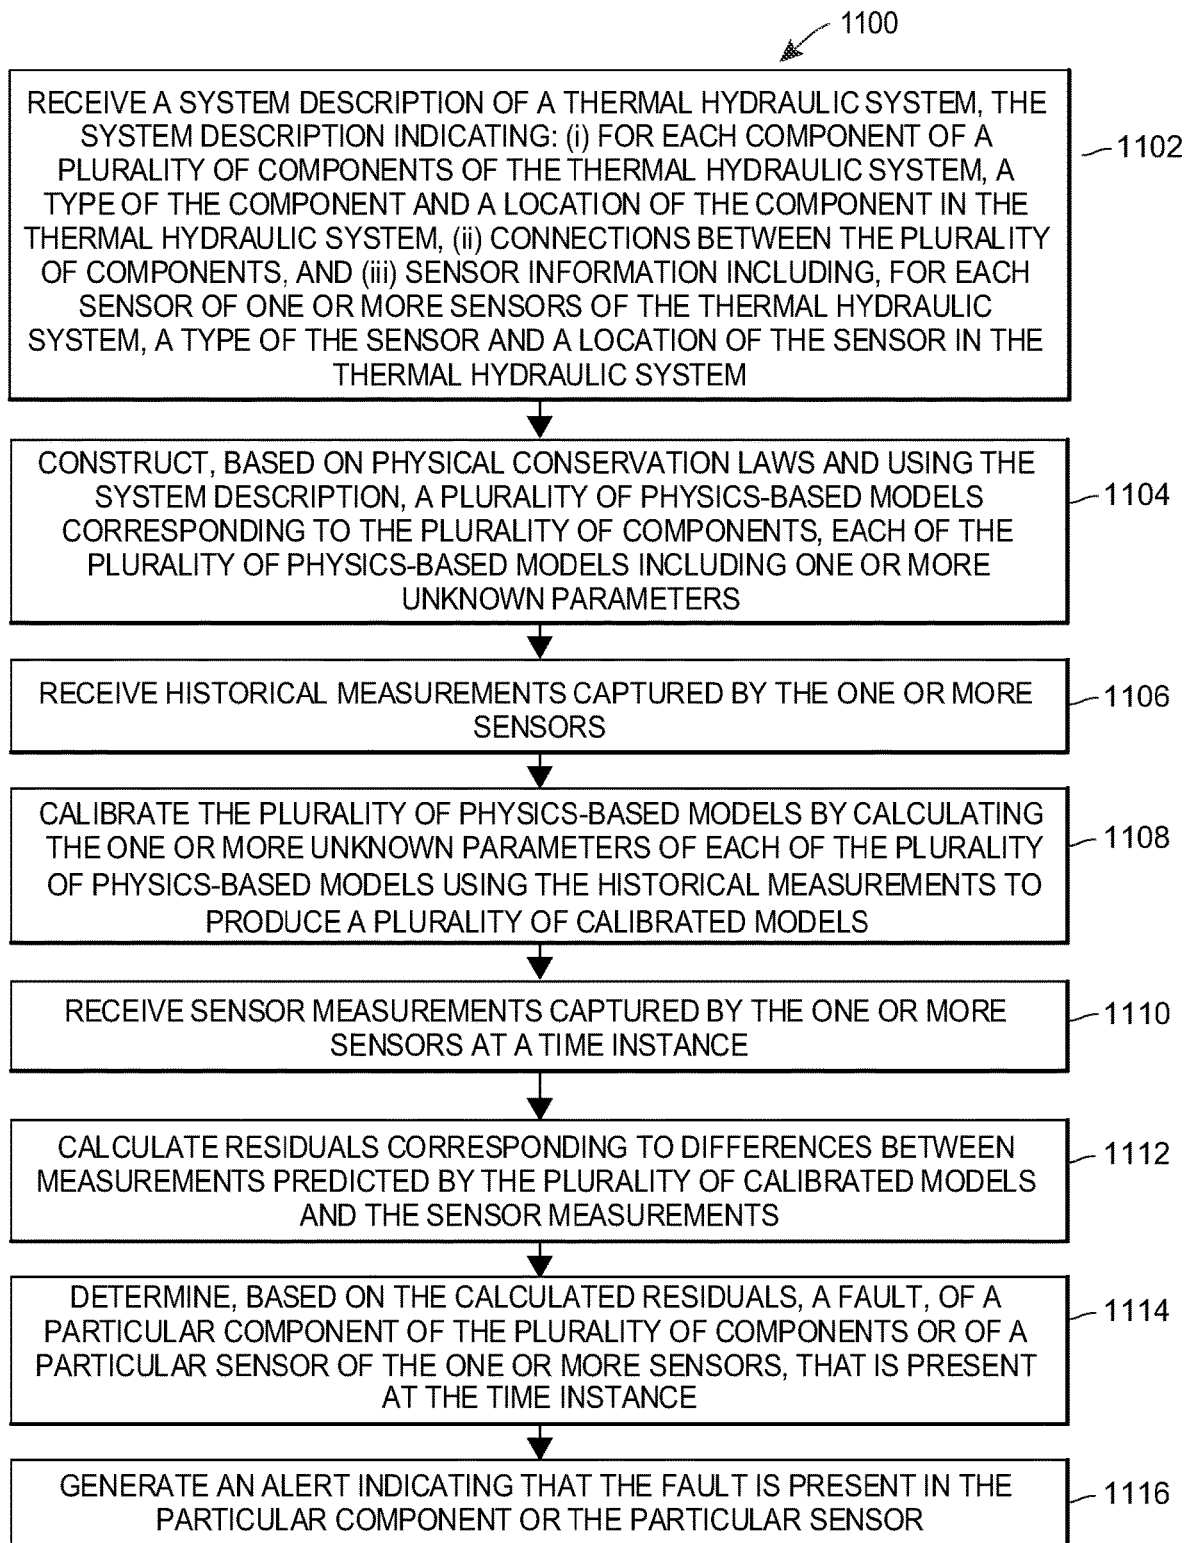 1100
RECEIVE A SYSTEM DESCRIPTION OF A THERMAL HYDRAULIC SYSTEM, THE
SYSTEM DESCRIPTION INDICATING: (i) FOR EACH COMPONENT OF A
PLURALITY OF COMPONENTS OF THE THERMAL HYDRAULIC SYSTEM, A
TYPE OF THE COMPONENT AND A LOCATION OF THE COMPONENT IN THE
THERMAL HYDRAULIC SYSTEM, (ii) CONNECTIONS BETWEEN THE PLURALITY
OF COMPONENTS, AND (iii) SENSOR INFORMATION INCLUDING, FOR EACH
SENSOR OF ONE OR MORE SENSORS OF THE THERMAL HYDRAULIC
SYSTEM, A TYPE OF THE SENSOR AND A LOCATION OF THE SENSOR IN THE
THERMAL HYDRAULIC SYSTEM
1102
CONSTRUCT, BASED ON PHYSICAL CONSERVATION LAWS AND USING THE
SYSTEM DESCRIPTION, A PLURALITY OF PHYSICS-BASED MODELS
CORRESPONDING TO THE PLURALITY OF COMPONENTS, EACH OF THE
PLURALITY OF PHYSICS-BASED MODELS INCLUDING ONE OR MORE
UNKNOWN PARAMETERS
1104
RECEIVE HISTORICAL MEASUREMENTS CAPTURED BY THE ONE OR MORE
SENSORS
1106
CALIBRATE THE PLURALITY OF PHYSICS-BASED MODELS BY CALCULATING
THE ONE OR MORE UNKNOWN PARAMETERS OF EACH OF THE PLURALITY
OF PHYSICS-BASED MODELS USING THE HISTORICAL MEASUREMENTS TO
PRODUCE A PLURALITY OF CALIBRATED MODELS
1108
RECEIVE SENSOR MEASUREMENTS CAPTURED BY THE ONE OR MORE
SENSORS AT A TIME INSTANCE
1110
CALCULATE RESIDUALS CORRESPONDING TO DIFFERENCES BETWEEN
MEASUREMENTS PREDICTED BY THE PLURALITY OF CALIBRATED MODELS
AND THE SENSOR MEASUREMENTS
1112
DETERMINE, BASED ON THE CALCULATED RESIDUALS, A FAULT, OF A
PARTICULAR COMPONENT OF THE PLURALITY OF COMPONENTS OR OF A
PARTICULAR SENSOR OF THE ONE OR MORE SENSORS, THAT IS PRESENT
AT THE TIME INSTANCE
1114
GENERATE AN ALERT INDICATING THAT THE FAULT IS PRESENT IN THE
PARTICULAR COMPONENT OR THE PARTICULAR SENSOR
1116